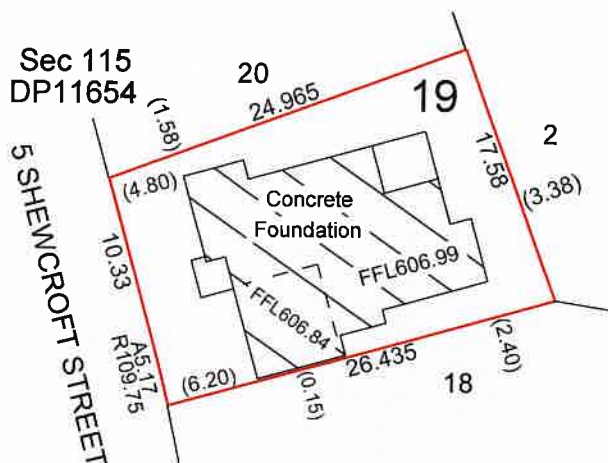 Sec 115
DP11654
20
(1.58)
24.965
19
2
17.58
(3.38)
(4.80)
Concrete
Foundation
5 SHEWCROFT STREET
10.33
FFL606.99
FFL606.84
A5.17
R109.75
(6.20)
(0.15)
26.435
(2.40)
18